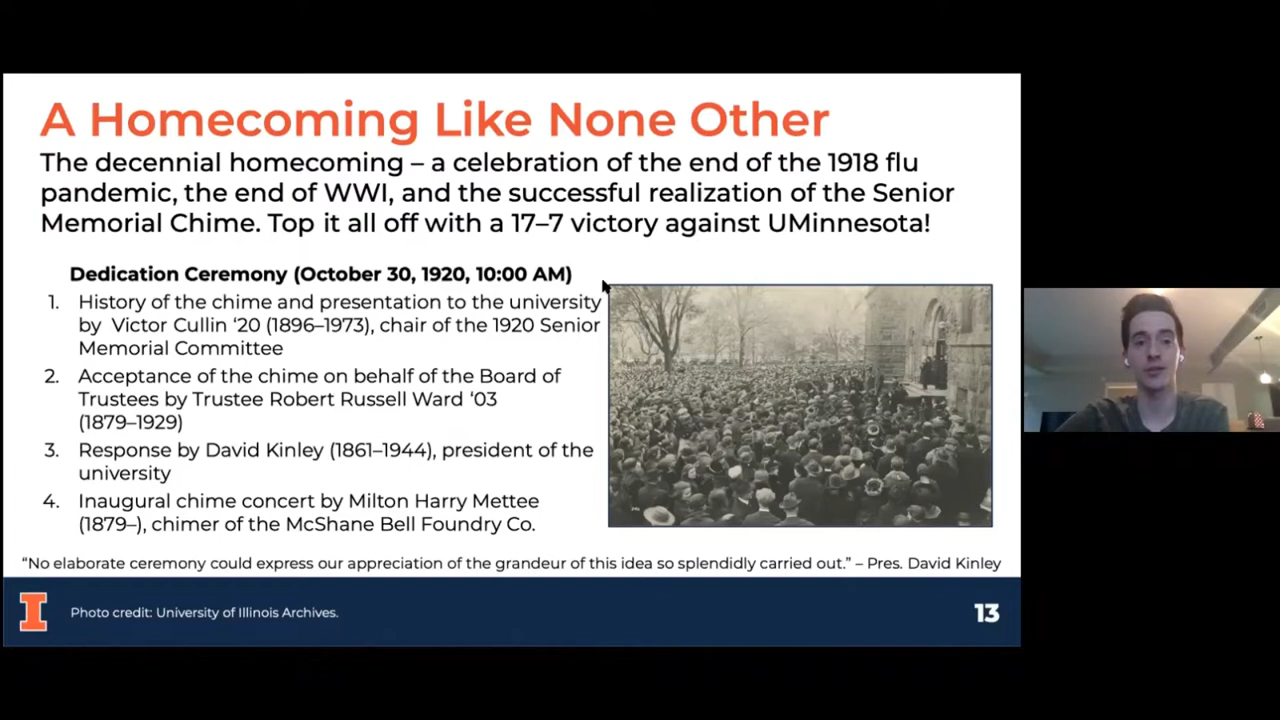 A Homecoming Like None Other
The decennial homecoming – a celebration of the end of the 1918 flu
pandemic, the end of WWI, and the successful realization of the Senior
Memorial Chime. Top it all off with a 17–7 victory against UMinnesota!
Dedication Ceremony (October 30, 1920, 10:00 AM)
1. History of the chime and presentation to the university
by Victor Cullin ‘20 (1896–1973), chair of the 1920 Senior
Memorial Committee
2. Acceptance of the chime on behalf of the Board of
Trustees by Trustee Robert Russell Ward ‘03
(1879–1929)
3. Response by David Kinley (1861–1944), president of the
university
4. Inaugural chime concert by Milton Harry Mettee
(1879–), chimer of the McShane Bell Foundry Co.
“No elaborate ceremony could express our appreciation of the grandeur of this idea so splendidly carried out.” – Pres. David Kinley
I
Photo credit: University of Illinois Archives.
13